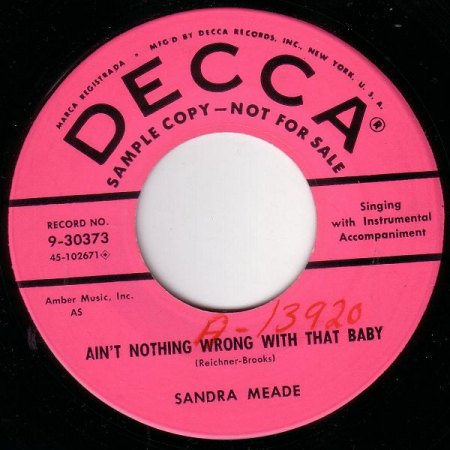 MARCA REGISTRADA • MFG'D BY DECCA RECORDS, INC., NEW YORK, U. S. A.
DECCA®
SAMPLE COPY—NOT FOR SALE
RECORD NO.
9-30373
45-102671
Singing
with Instrumental
Accompaniment
Amber Music, Inc.
AS
A-13920
AIN'T NOTHING WRONG WITH THAT BABY
(Reichner-Brooks)
SANDRA MEADE